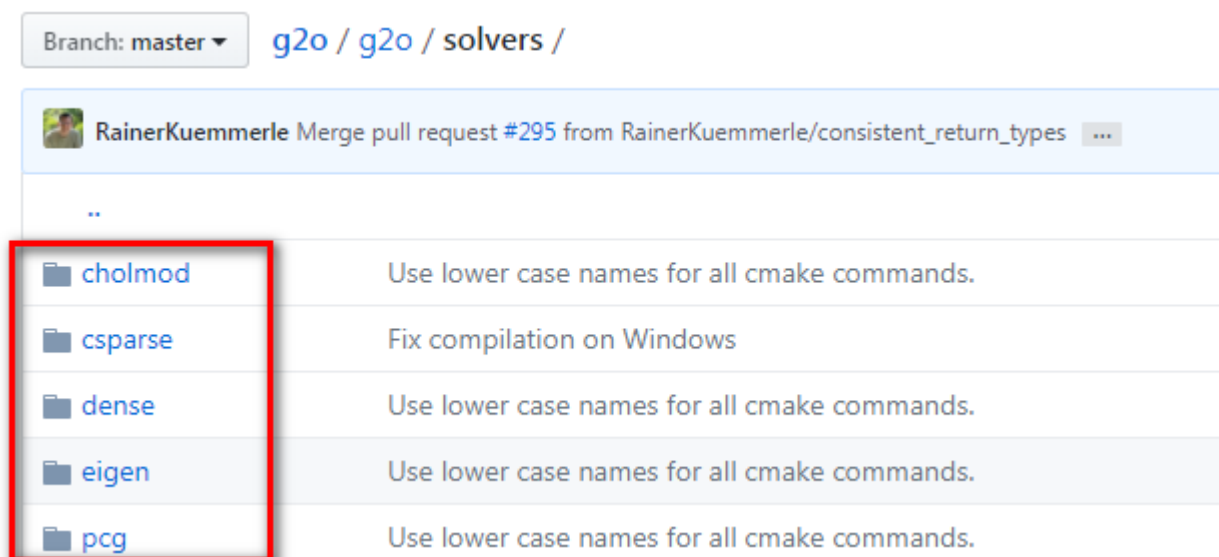 Branch: master g2o / g2o / solvers /
RainerKuemmerle Merge pull request #295 from RainerKuemmerle/consistent_return_types ...
..
cholmod Use lower case names for all cmake commands.
csparse Fix compilation on Windows
dense Use lower case names for all cmake commands.
eigen Use lower case names for all cmake commands.
pcg Use lower case names for all cmake commands.